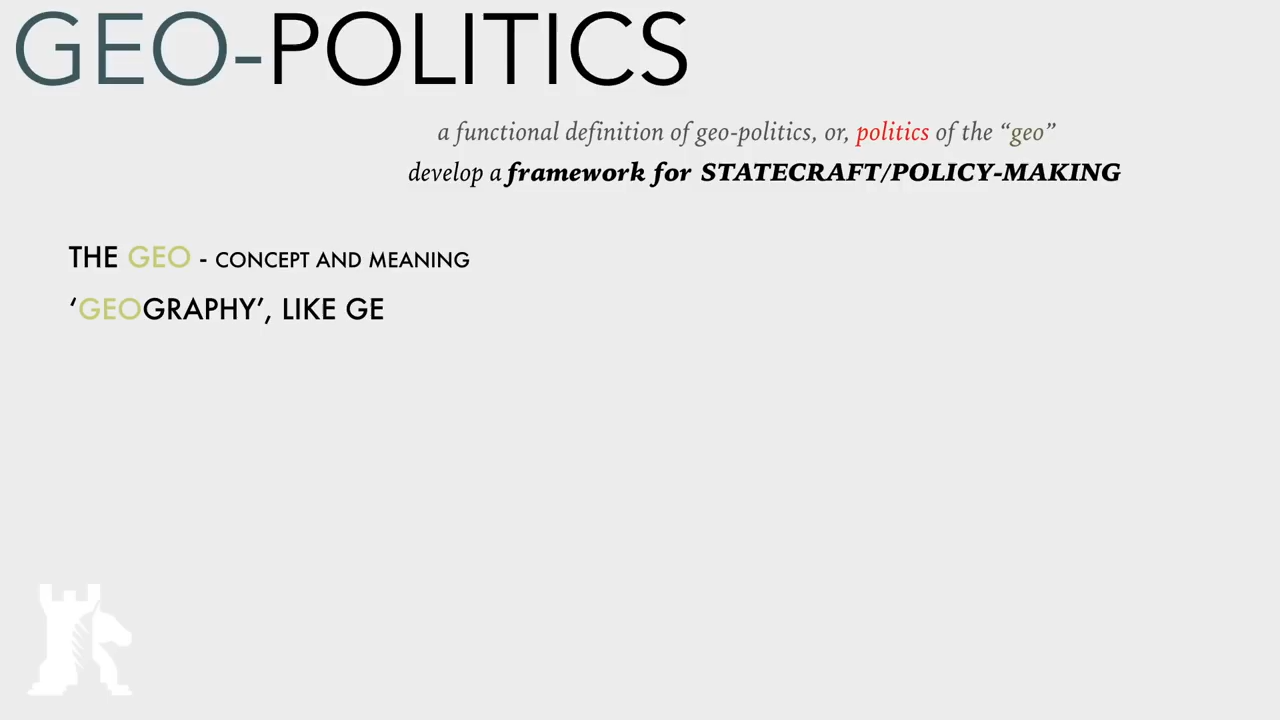 GEO-POLITICS
a functional definition of geo-politics, or, politics of the “geo”
develop a framework for STATECRAFT/POLICY-MAKING
THE GEO - CONCEPT AND MEANING
‘GEOGRAPHY’, LIKE GE